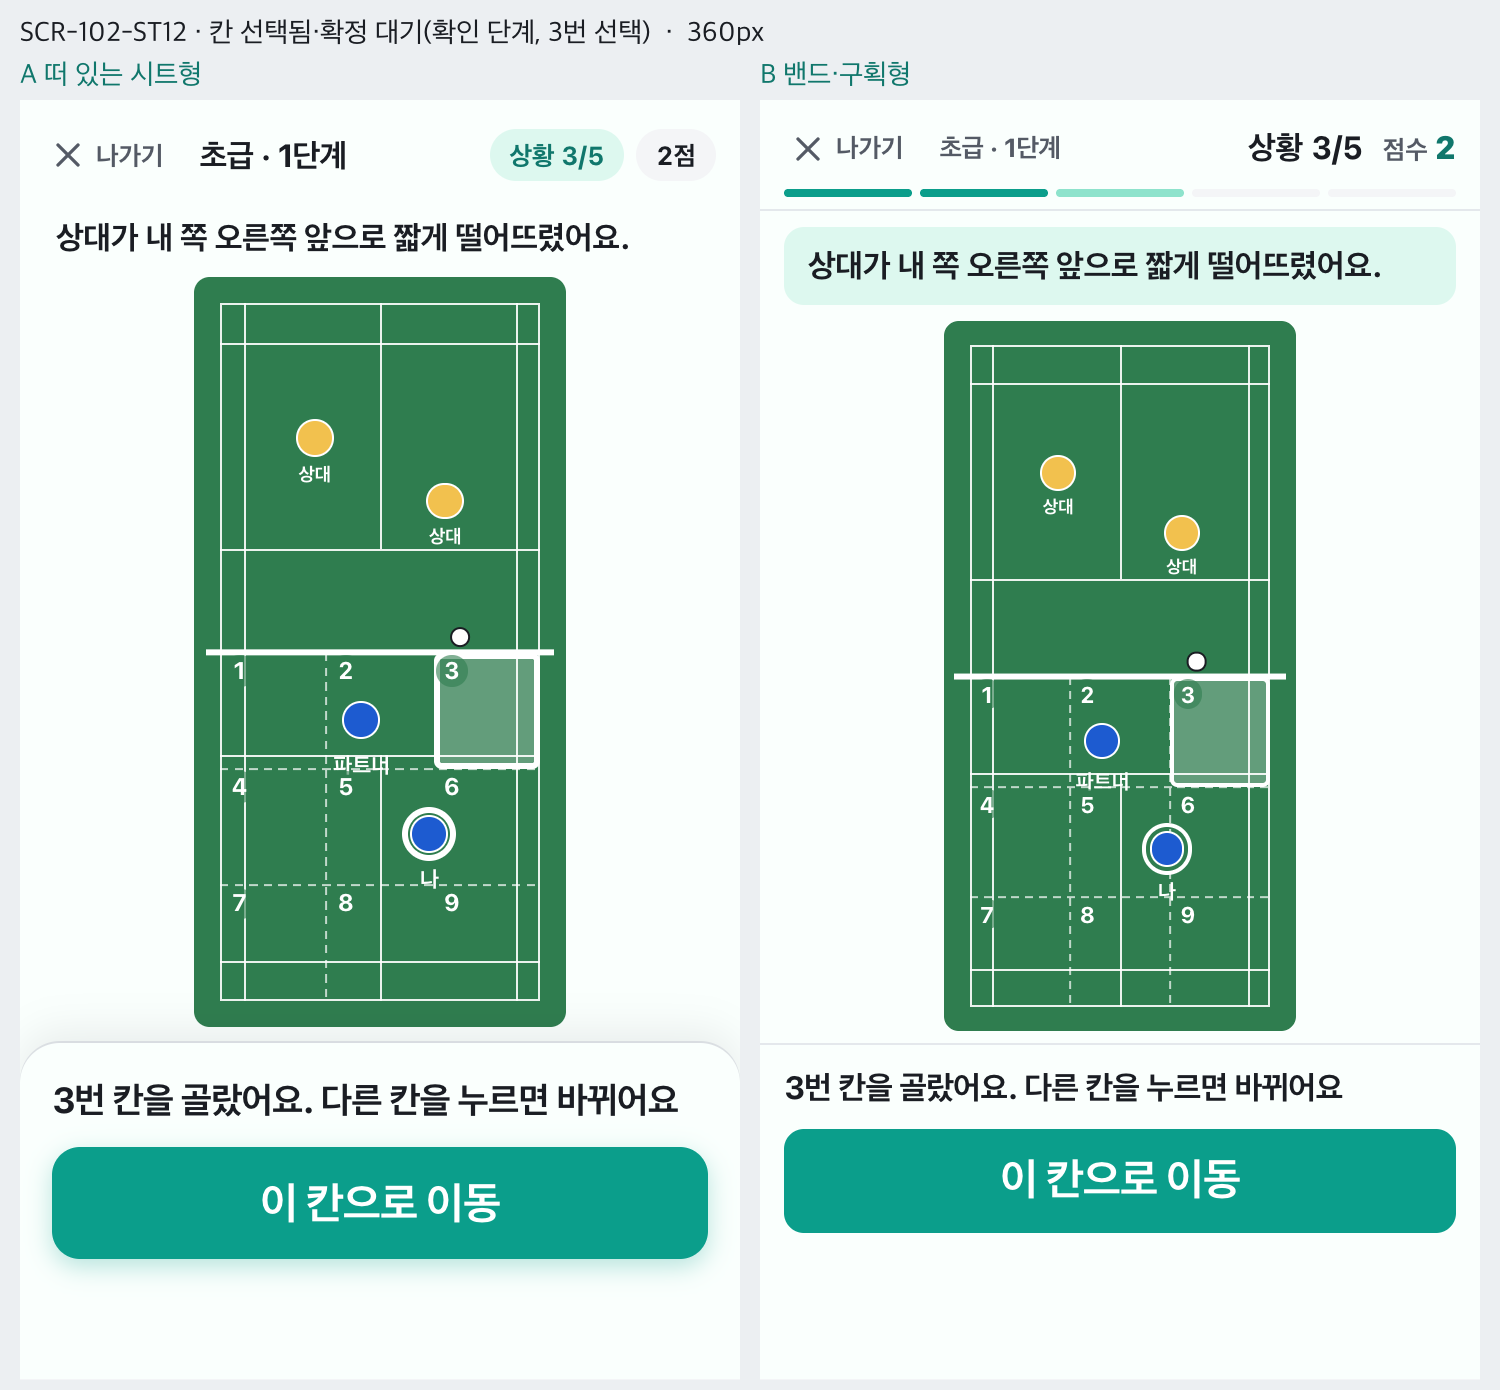 SCR-102-ST12 · 칸 선택됨·확정 대기(확인 단계, 3번 선택) · 360px
A 떠 있는 시트형
나가기 초급 · 1단계 상황 3/5 2점
상대가 내 쪽 오른쪽 앞으로 짧게 떨어뜨렸어요.
상대
상대
1 2 3
파트너
4 5 6
나
7 8 9
3번 칸을 골랐어요. 다른 칸을 누르면 바뀌어요
이 칸으로 이동
B 밴드·구획형
나가기 초급 · 1단계 상황 3/5 점수 2
상대가 내 쪽 오른쪽 앞으로 짧게 떨어뜨렸어요.
상대
상대
1 2 3
파트너
4 5 6
나
7 8 9
3번 칸을 골랐어요. 다른 칸을 누르면 바뀌어요
이 칸으로 이동